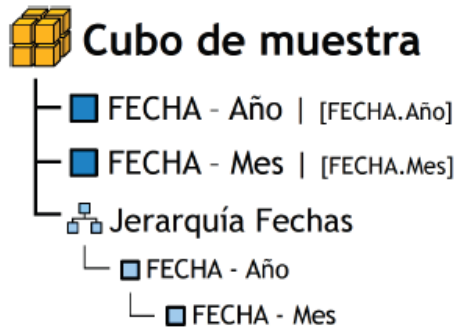 Cubo de muestra
FECHA - Año | [FECHA.Año]
FECHA - Mes | [FECHA.Mes]
Jerarquía Fechas
FECHA - Año
FECHA - Mes